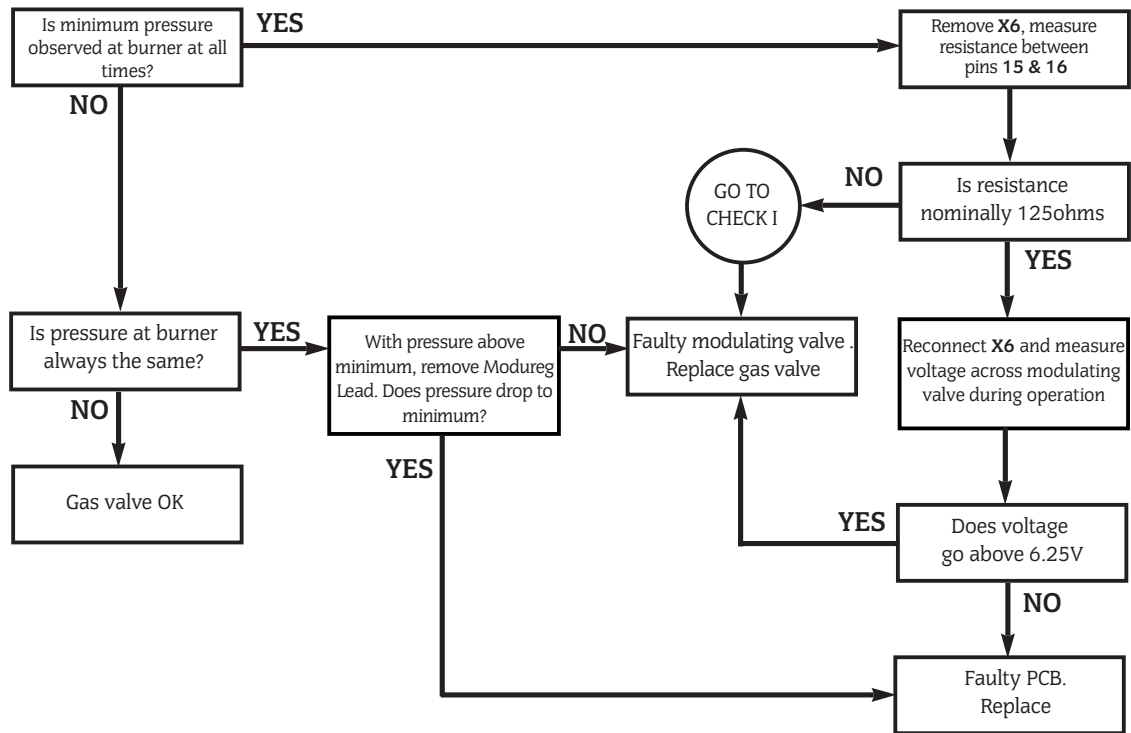 Is minimum pressure
observed at burner at all
times?
YES
Remove X6, measure
resistance between
pins 15 & 16
NO
GO TO
CHECK I
NO
Is resistance
nominally 125ohms
YES
Is pressure at burner
always the same?
YES
With pressure above
minimum, remove Modureg
Lead. Does pressure drop to
minimum?
NO
Faulty modulating valve .
Replace gas valve
Reconnect X6 and measure
voltage across modulating
valve during operation
NO
YES
Gas valve OK
YES
Does voltage
go above 6.25V
NO
Faulty PCB.
Replace